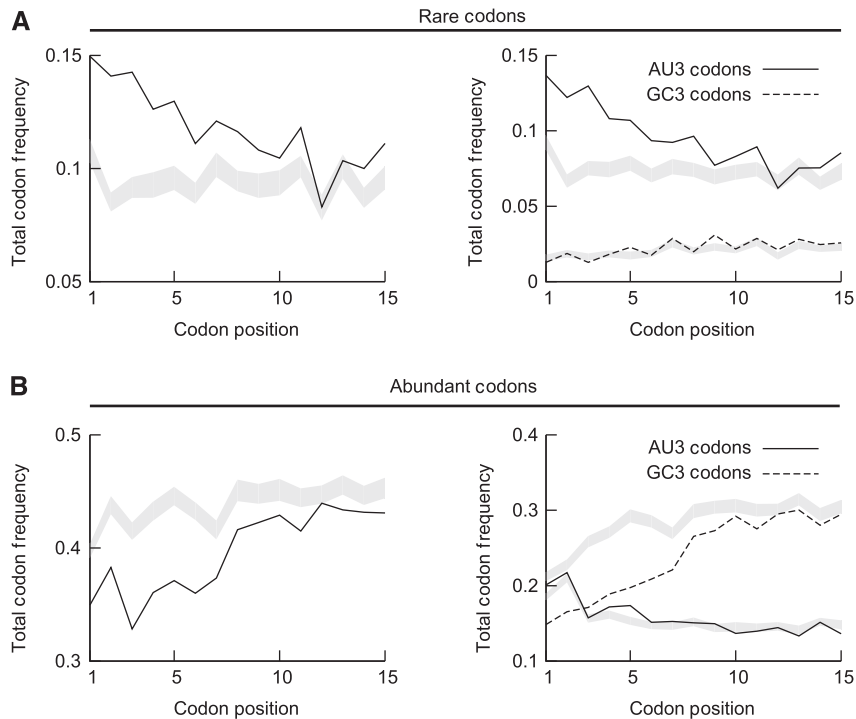 A
Rare codons
0.15
0.1
0.05
Total codon frequency
1
5
10
15
Codon position
AU3 codons
GC3 codons
0.15
0.1
0.05
0
Total codon frequency
1
5
10
15
Codon position
B
Abundant codons
0.5
0.4
0.3
Total codon frequency
1
5
10
15
Codon position
AU3 codons
GC3 codons
0.4
0.3
0.2
0.1
Total codon frequency
1
5
10
15
Codon position